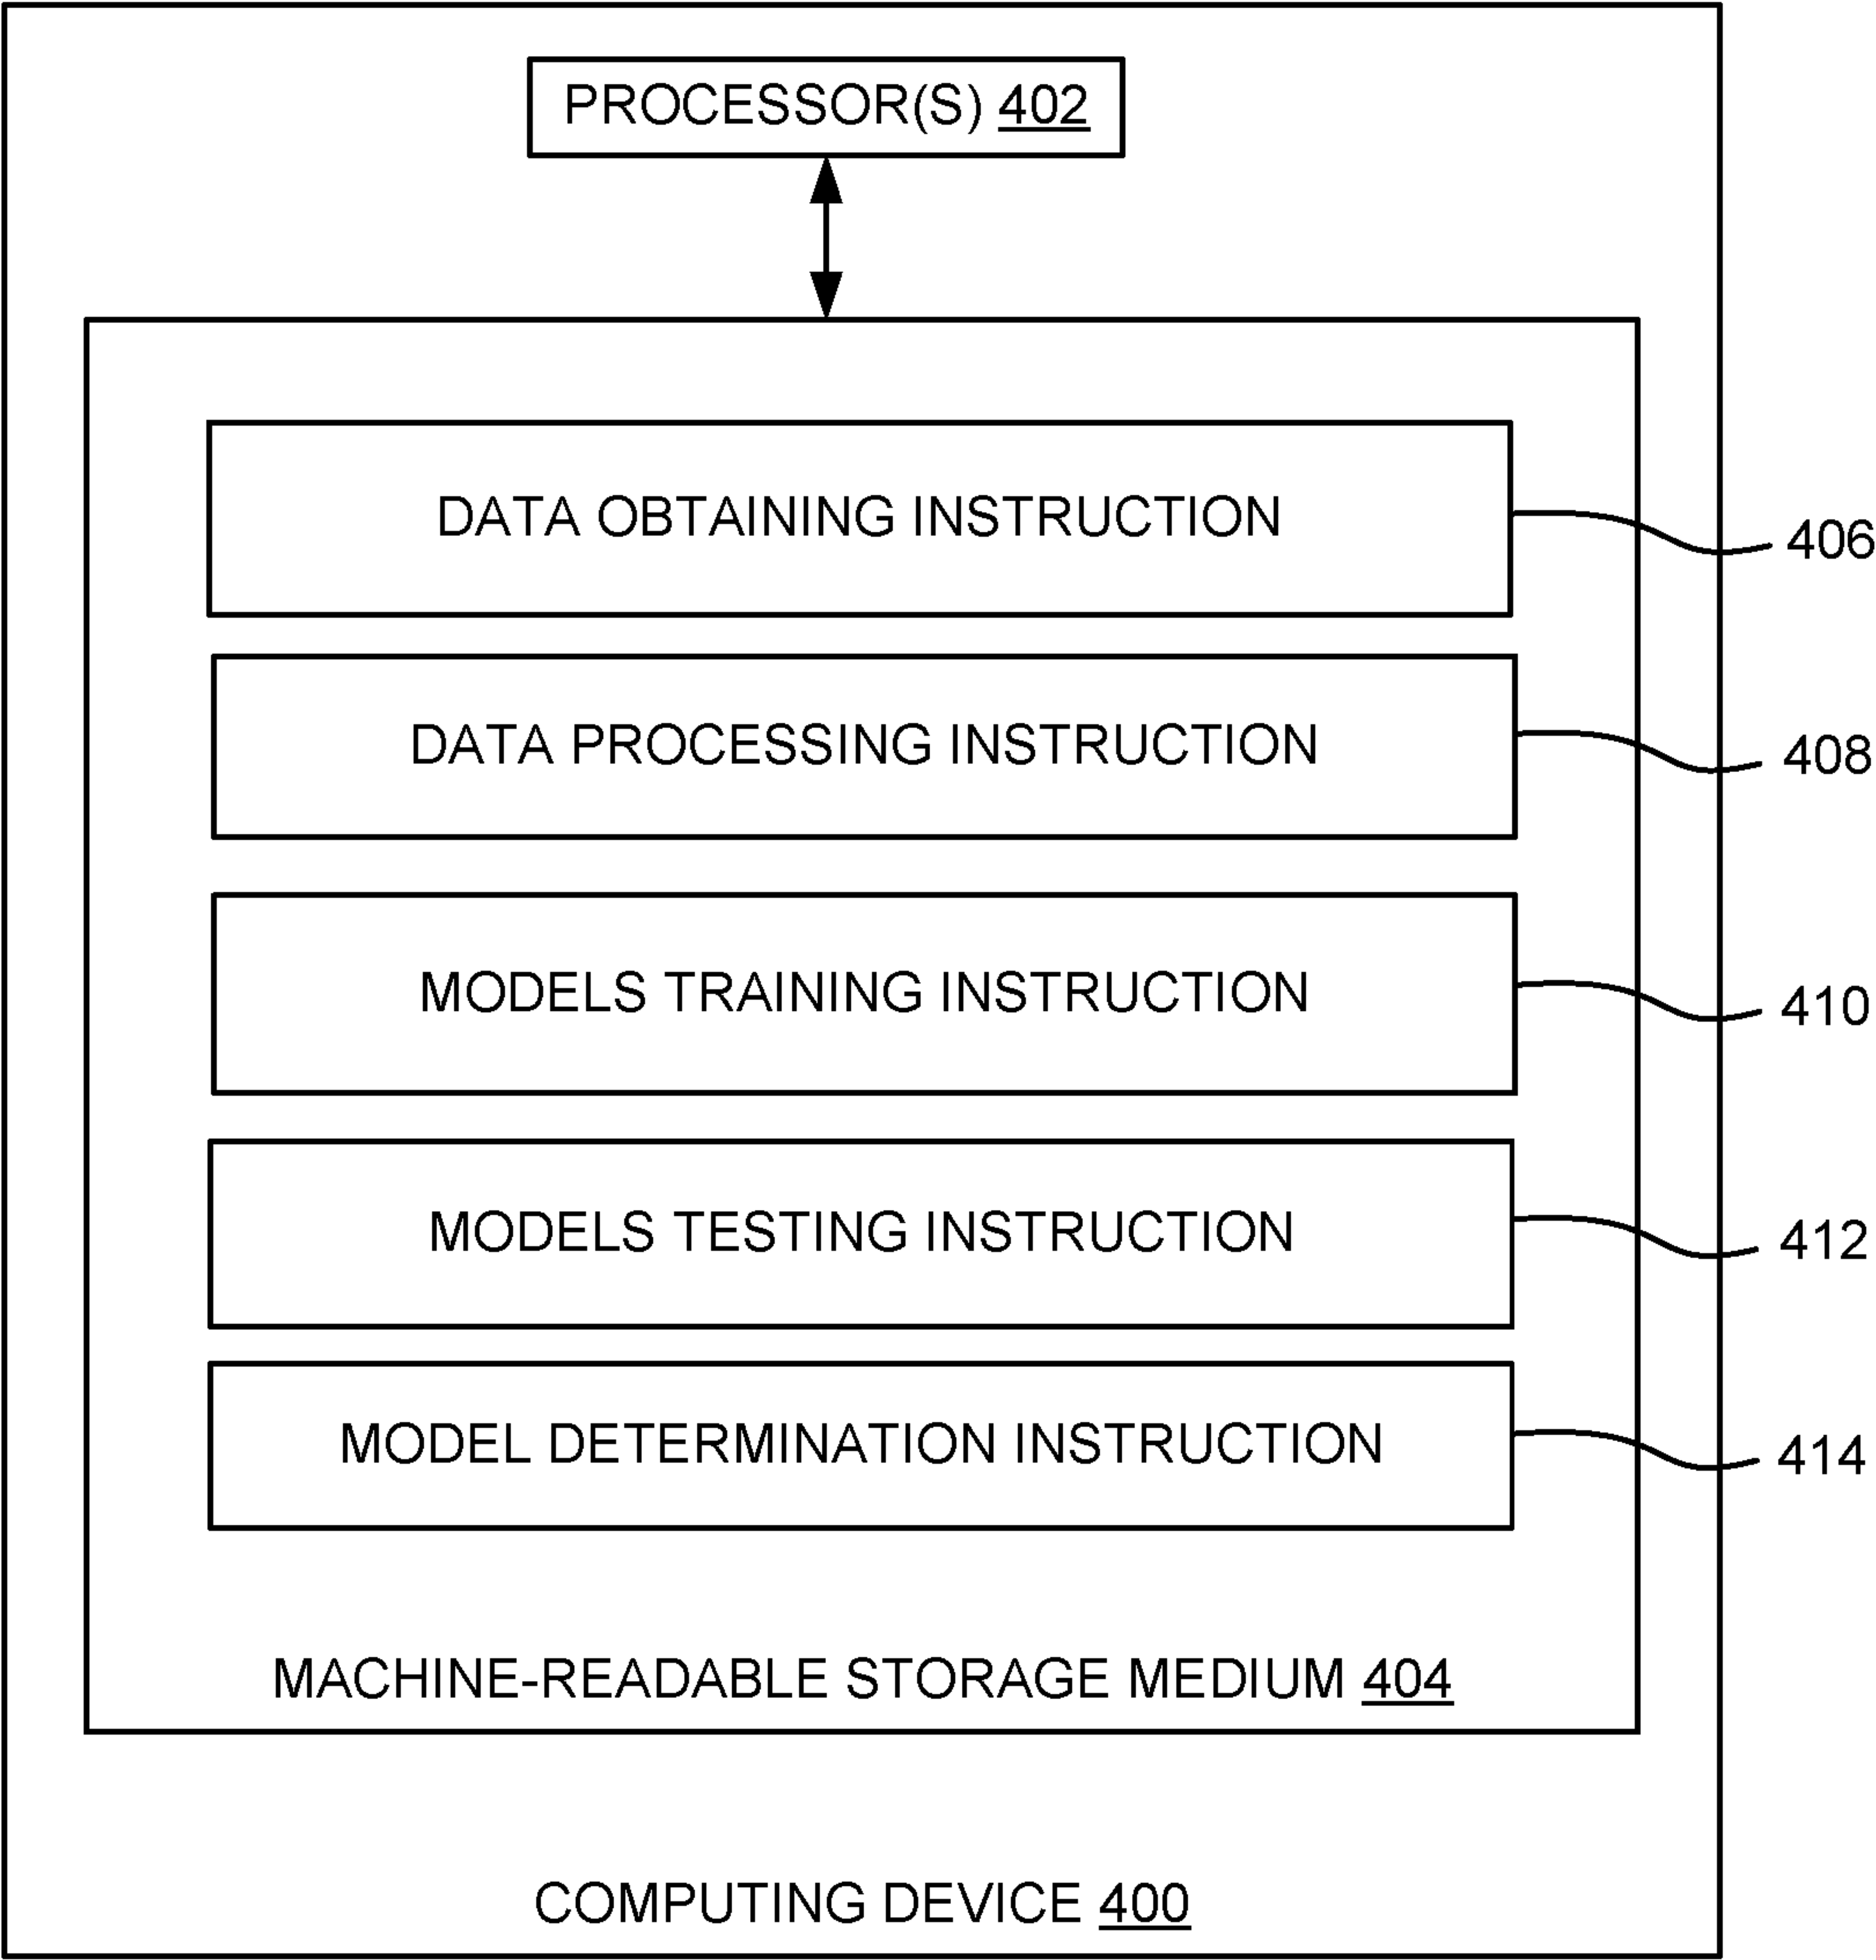 PROCESSOR(S) 402
DATA OBTAINING INSTRUCTION
406
DATA PROCESSING INSTRUCTION
408
MODELS TRAINING INSTRUCTION
410
MODELS TESTING INSTRUCTION
412
MODEL DETERMINATION INSTRUCTION
414
MACHINE-READABLE STORAGE MEDIUM 404
COMPUTING DEVICE 400